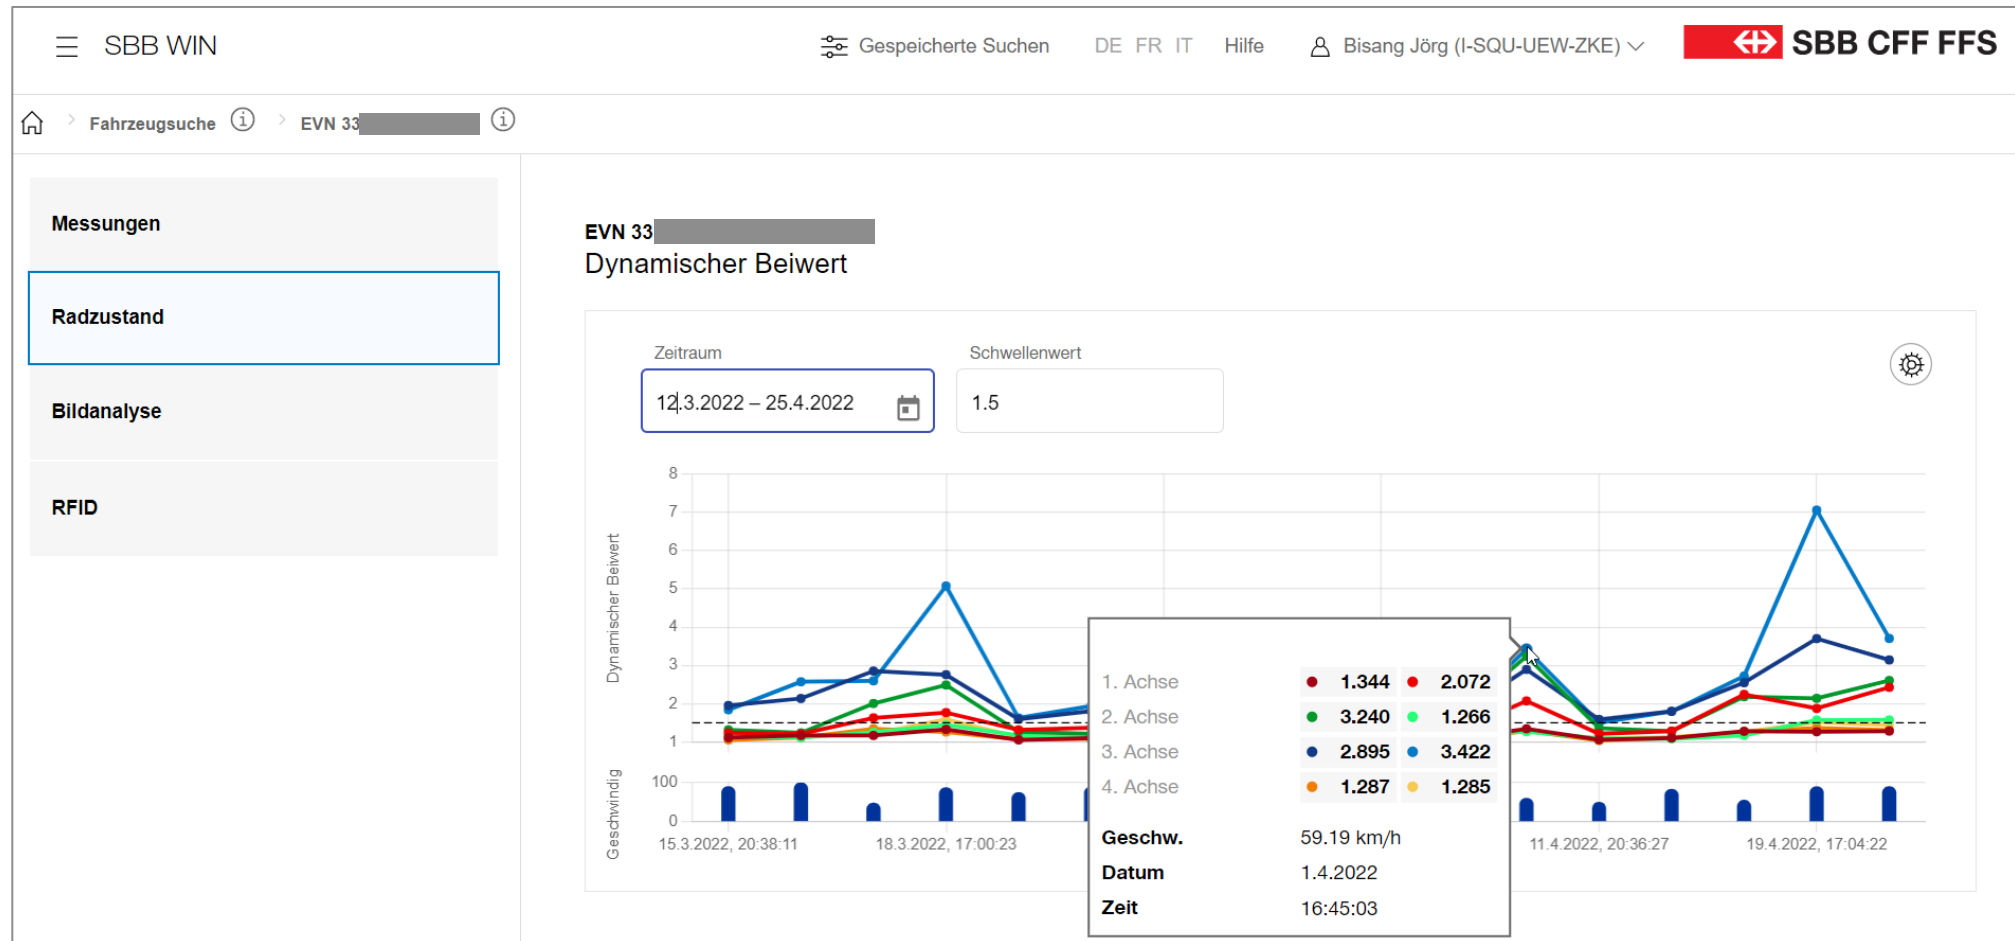 SBB WIN
Gespeicherte Suchen
DE FR IT
Hilfe
Bisang Jörg (I-SQU-UEW-ZKE)
SBB CFF FFS
Fahrzeugsuche
EVN 33
Messungen
Radzustand
Bildanalyse
RFID
EVN 33
Dynamischer Beiwert
Zeitraum
12.3.2022 – 25.4.2022
Schwellenwert
1.5
Dynamischer Beiwert
8
7
6
5
4
3
2
1
Geschwindig
100
0
15.3.2022, 20:38:11
18.3.2022, 17:00:23
11.4.2022, 20:36:27
19.4.2022, 17:04:22
1. Achse 1.344 2.072
2. Achse 3.240 1.266
3. Achse 2.895 3.422
4. Achse 1.287 1.285
Geschw. 59.19 km/h
Datum 1.4.2022
Zeit 16:45:03